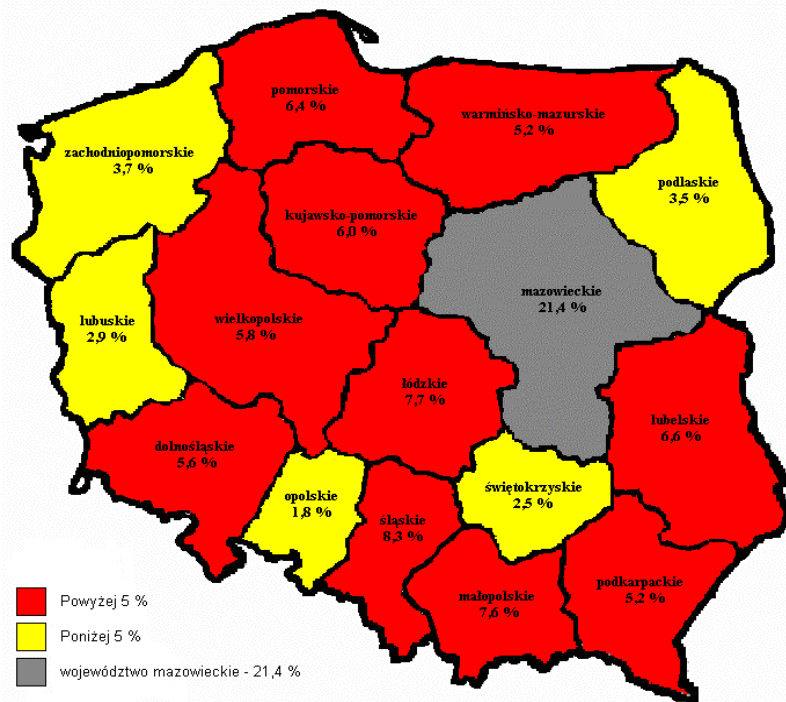 pomorskie
6,4 %
warmińsko-mazurskie
5,2 %
zachodniopomorskie
3,7 %
podlaskie
3,5 %
kujawsko-pomorskie
6,0 %
mazowieckie
21,4 %
lubuskie
2,9 %
wielkopolskie
5,8 %
łódzkie
7,7 %
lubelskie
6,6 %
dolnośląskie
5,6 %
opolskie
1,8 %
śląskie
8,3 %
świętokrzyskie
2,5 %
małopolskie
7,6 %
podkarpackie
5,2 %
Powyżej 5 %
Poniżej 5 %
województwo mazowieckie - 21,4 %